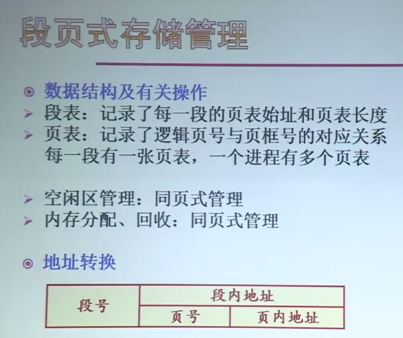 段页式存储管理
数据结构及有关操作
段表：记录了每一段的页表始址和页表长度
页表：记录了逻辑页号与页框号的对应关系
每一段有一张页表，一个进程有多个页表
空闲区管理：同页式管理
内存分配、回收：同页式管理
地址转换
段号
段内地址
页号 页内地址